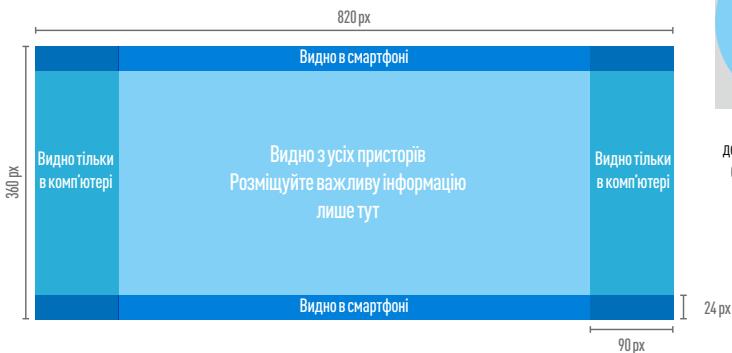 820 px
Видно в смартфоні
360 px
Видно тільки
в комп'ютері
Видно з усіх присторїв
Розміщуйте важливу інформацію
лише тут
Видно тільки
в комп'ютері
Видно в смартфоні
24 px
90 px